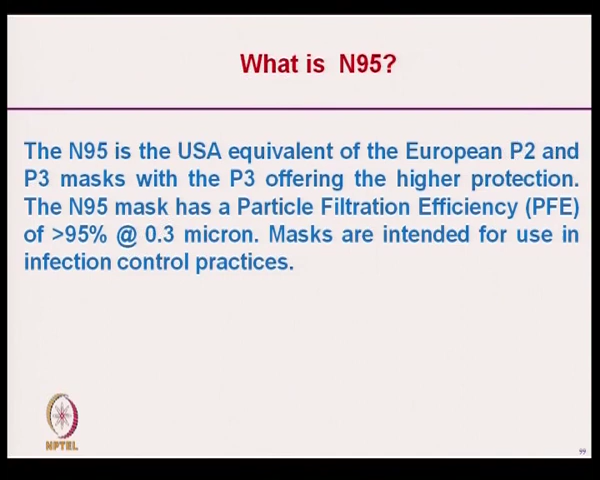 What is N95?
The N95 is the USA equivalent of the European P2 and
P3 masks with the P3 offering the higher protection.
The N95 mask has a Particle Filtration Efficiency (PFE)
of >95% @ 0.3 micron. Masks are intended for use in
infection control practices.
NPTEL
99